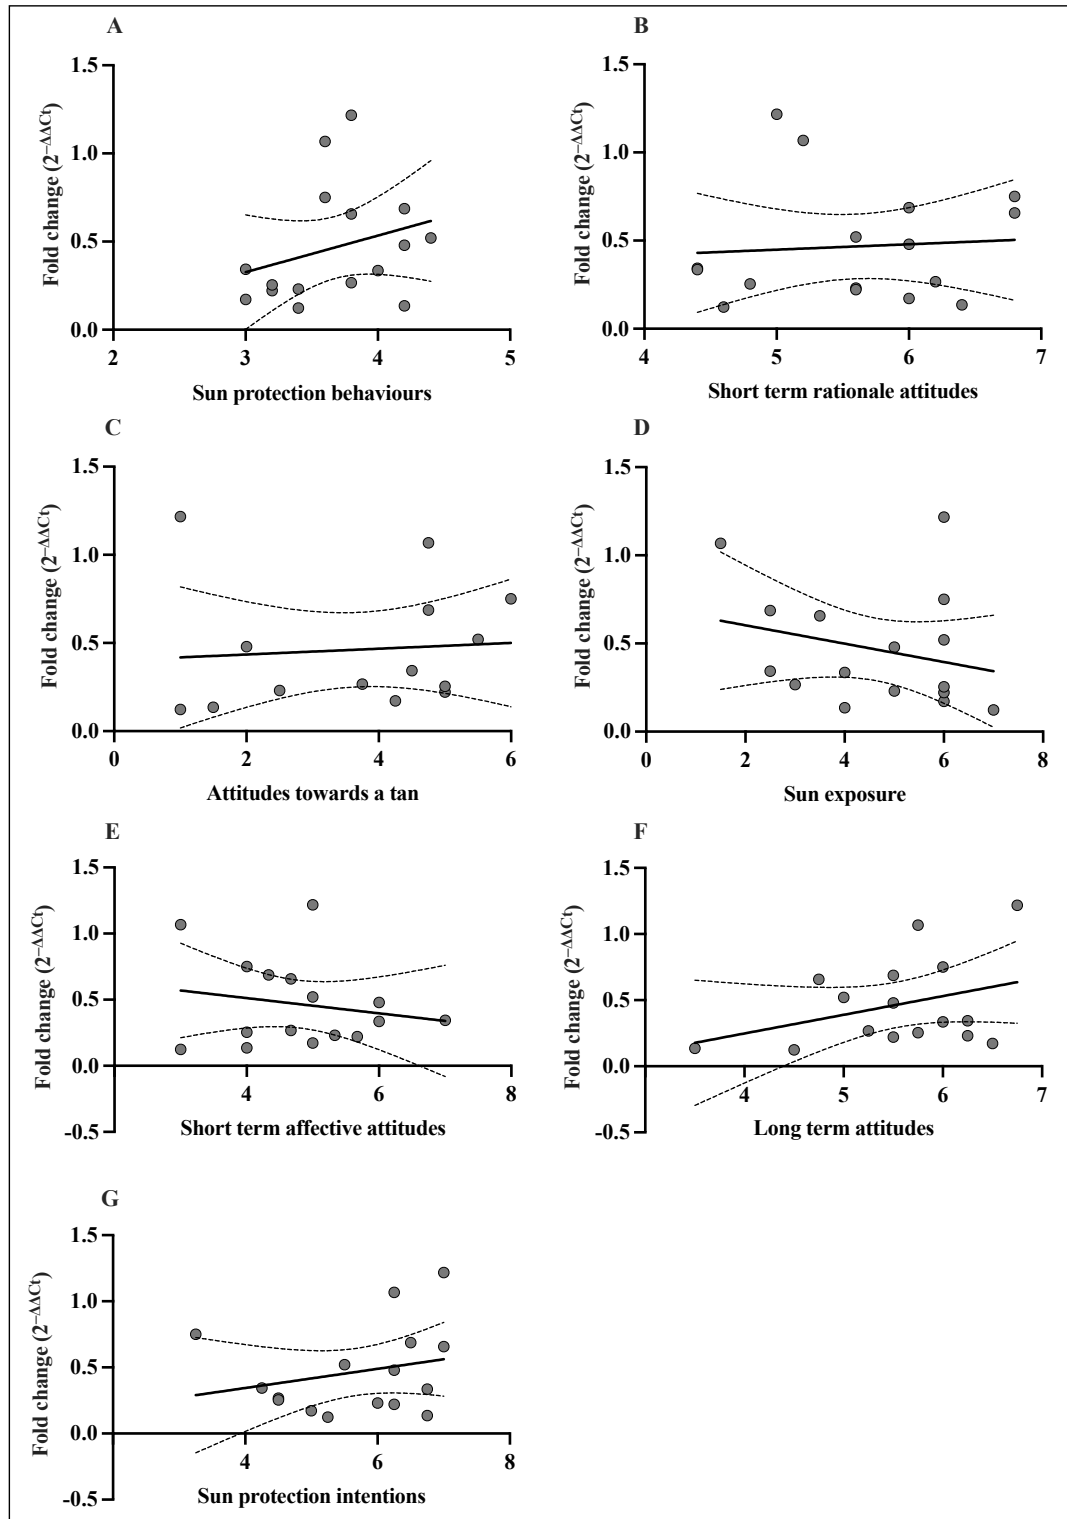 A
Fold change (2−ΔΔCt)
1.5
1.0
0.5
0.0
2 3 4 5
Sun protection behaviours
B
Fold change (2−ΔΔCt)
1.5
1.0
0.5
0.0
4 5 6 7
Short term rationale attitudes
C
Fold change (2−ΔΔCt)
1.5
1.0
0.5
0.0
0 2 4 6
Attitudes towards a tan
D
Fold change (2−ΔΔCt)
1.5
1.0
0.5
0.0
0 2 4 6 8
Sun exposure
E
Fold change (2−ΔΔCt)
1.5
1.0
0.5
0.0
-0.5
4 6 8
Short term affective attitudes
F
Fold change (2−ΔΔCt)
1.5
1.0
0.5
0.0
-0.5
4 5 6 7
Long term attitudes
G
Fold change (2−ΔΔCt)
1.5
1.0
0.5
0.0
-0.5
4 6 8
Sun protection intentions